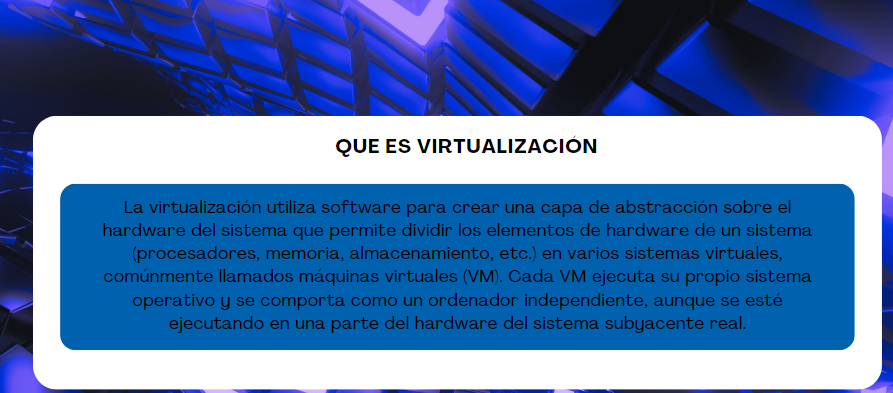 QUE ES VIRTUALIZACIÓN
La virtualización utiliza software para crear una capa de abstracción sobre el
hardware del sistema que permite dividir los elementos de hardware de un sistema
(procesadores, memoria, almacenamiento, etc.) en varios sistemas virtuales,
comúnmente llamados máquinas virtuales (VM). Cada VM ejecuta su propio sistema
operativo y se comporta como un ordenador independiente, aunque se esté
ejecutando en una parte del hardware del sistema subyacente real.